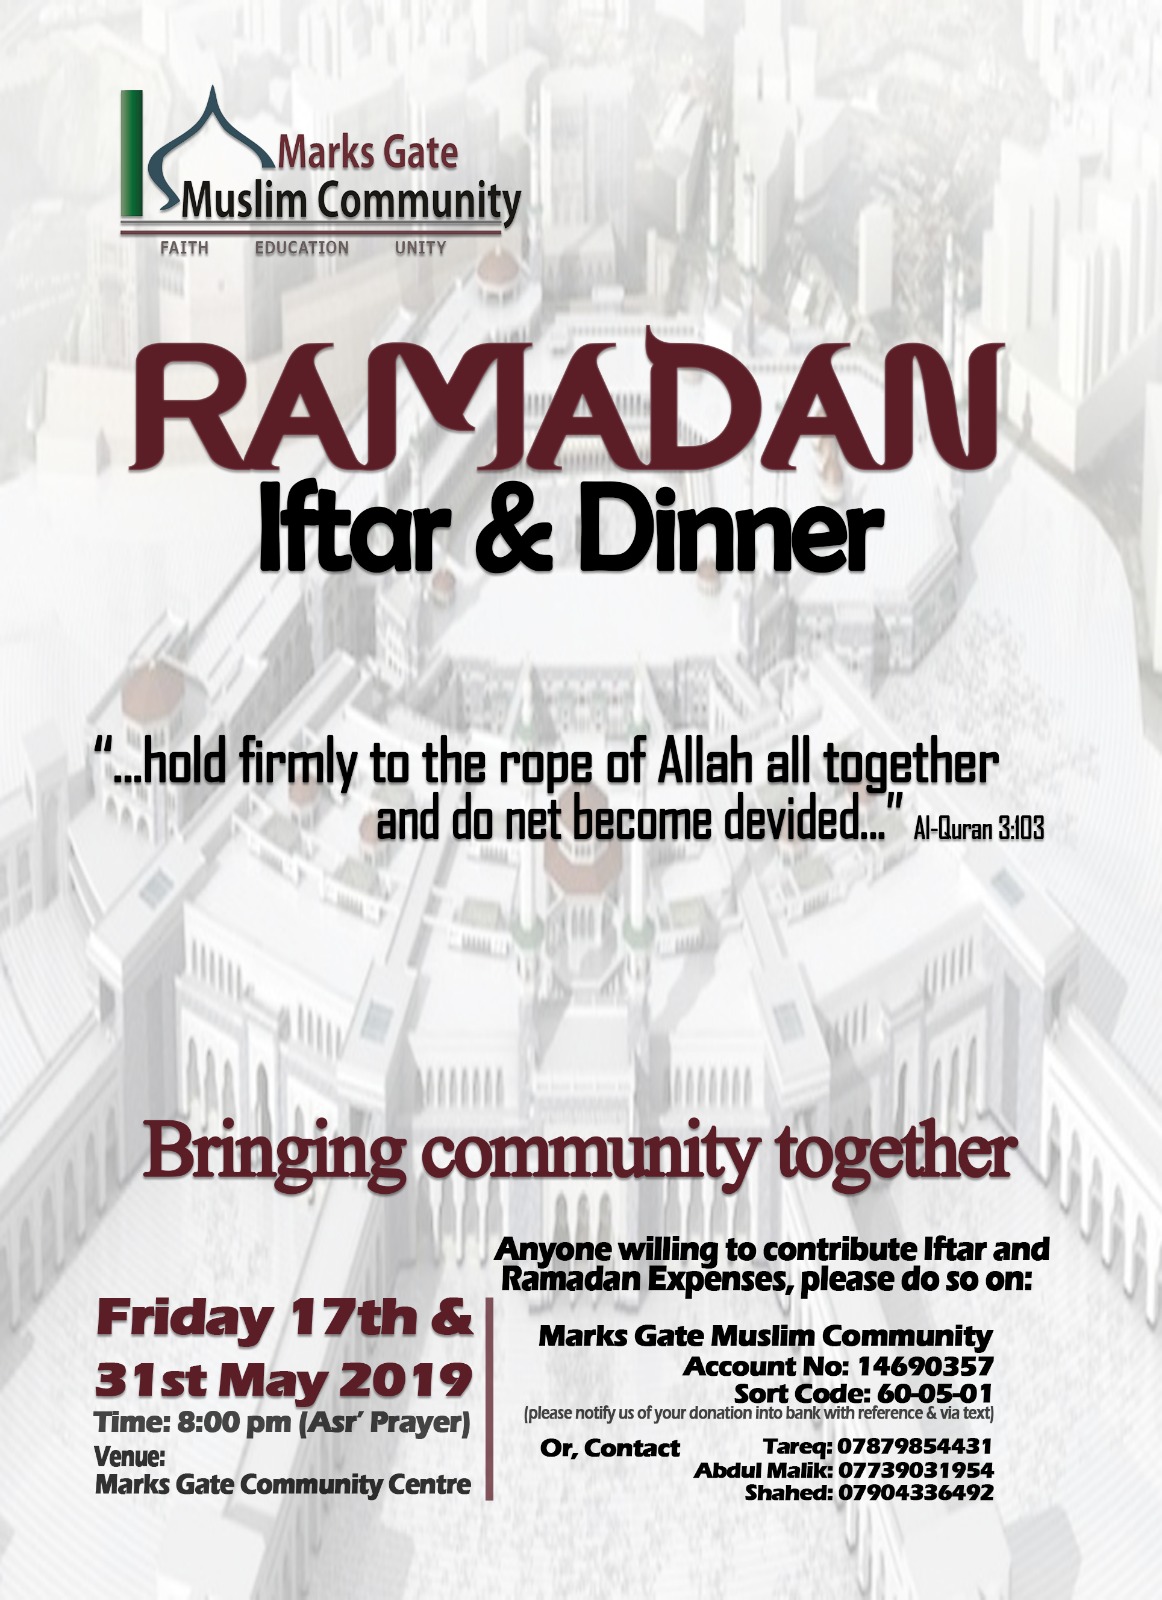 Marks Gate
Muslim Community
FAITH EDUCATION UNITY
RAMADAN
Iftar & Dinner
“...hold firmly to the rope of Allah all together
and do net become devided...” Al-Quran 3:103
Bringing community together
Friday 17th &
31st May 2019
Time: 8:00 pm (Asr’ Prayer)
Venue:
Marks Gate Community Centre
Anyone willing to contribute Iftar and
Ramadan Expenses, please do so on:
Marks Gate Muslim Community
Account No: 14690357
Sort Code: 60-05-01
(please notify us of your donation into bank with reference & via text)
Or, Contact Tareq: 07879854431
Abdul Malik: 07739031954
Shahed: 07904336492